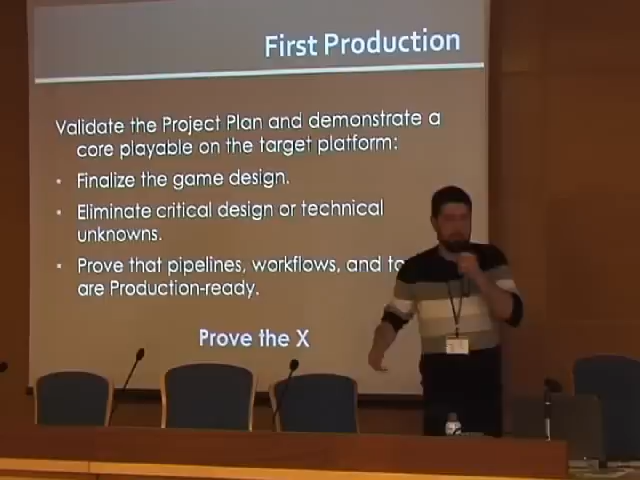 First Production
Validate the Project Plan and demonstrate a
core playable on the target platform:
• Finalize the game design.
• Eliminate critical design or technical
unknowns.
• Prove that pipelines, workflows, and to
are Production-ready.
Prove the X